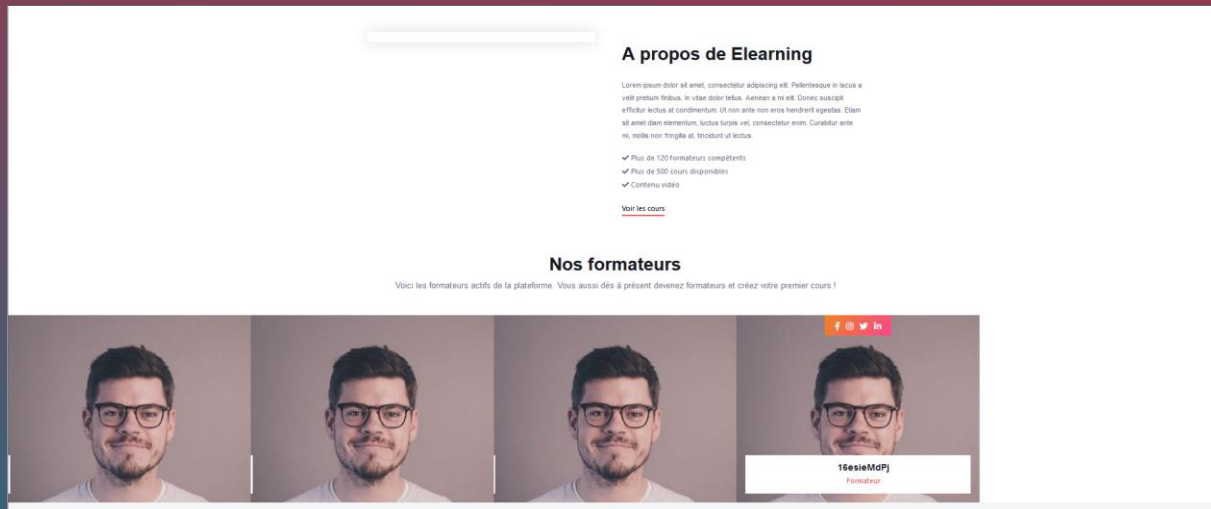 A propos de Elearning
Lorem ipsum dolor sit amet, consectetur adipiscing elit. Pellentesque in lacus a
velit pretium finibus. In vitae dolor tellus. Aenean a mi elit. Donec suscipit
efficitur lectus at condimentum. Ut non ante non eros hendrerit egestas. Etiam
sit amet diam elementum, luctus turpis vel, consectetur enim. Curabitur ante
mi, mollis non fringilla at, tincidunt ut lectus.
Plus de 120 formateurs compétents
Plus de 500 cours disponibles
Contenu vidéo
Voir les cours
Nos formateurs
Voici les formateurs actifs de la plateforme. Vous aussi dès à présent devenez formateurs et créez votre premier cours !
16esieMdPj
Formateur